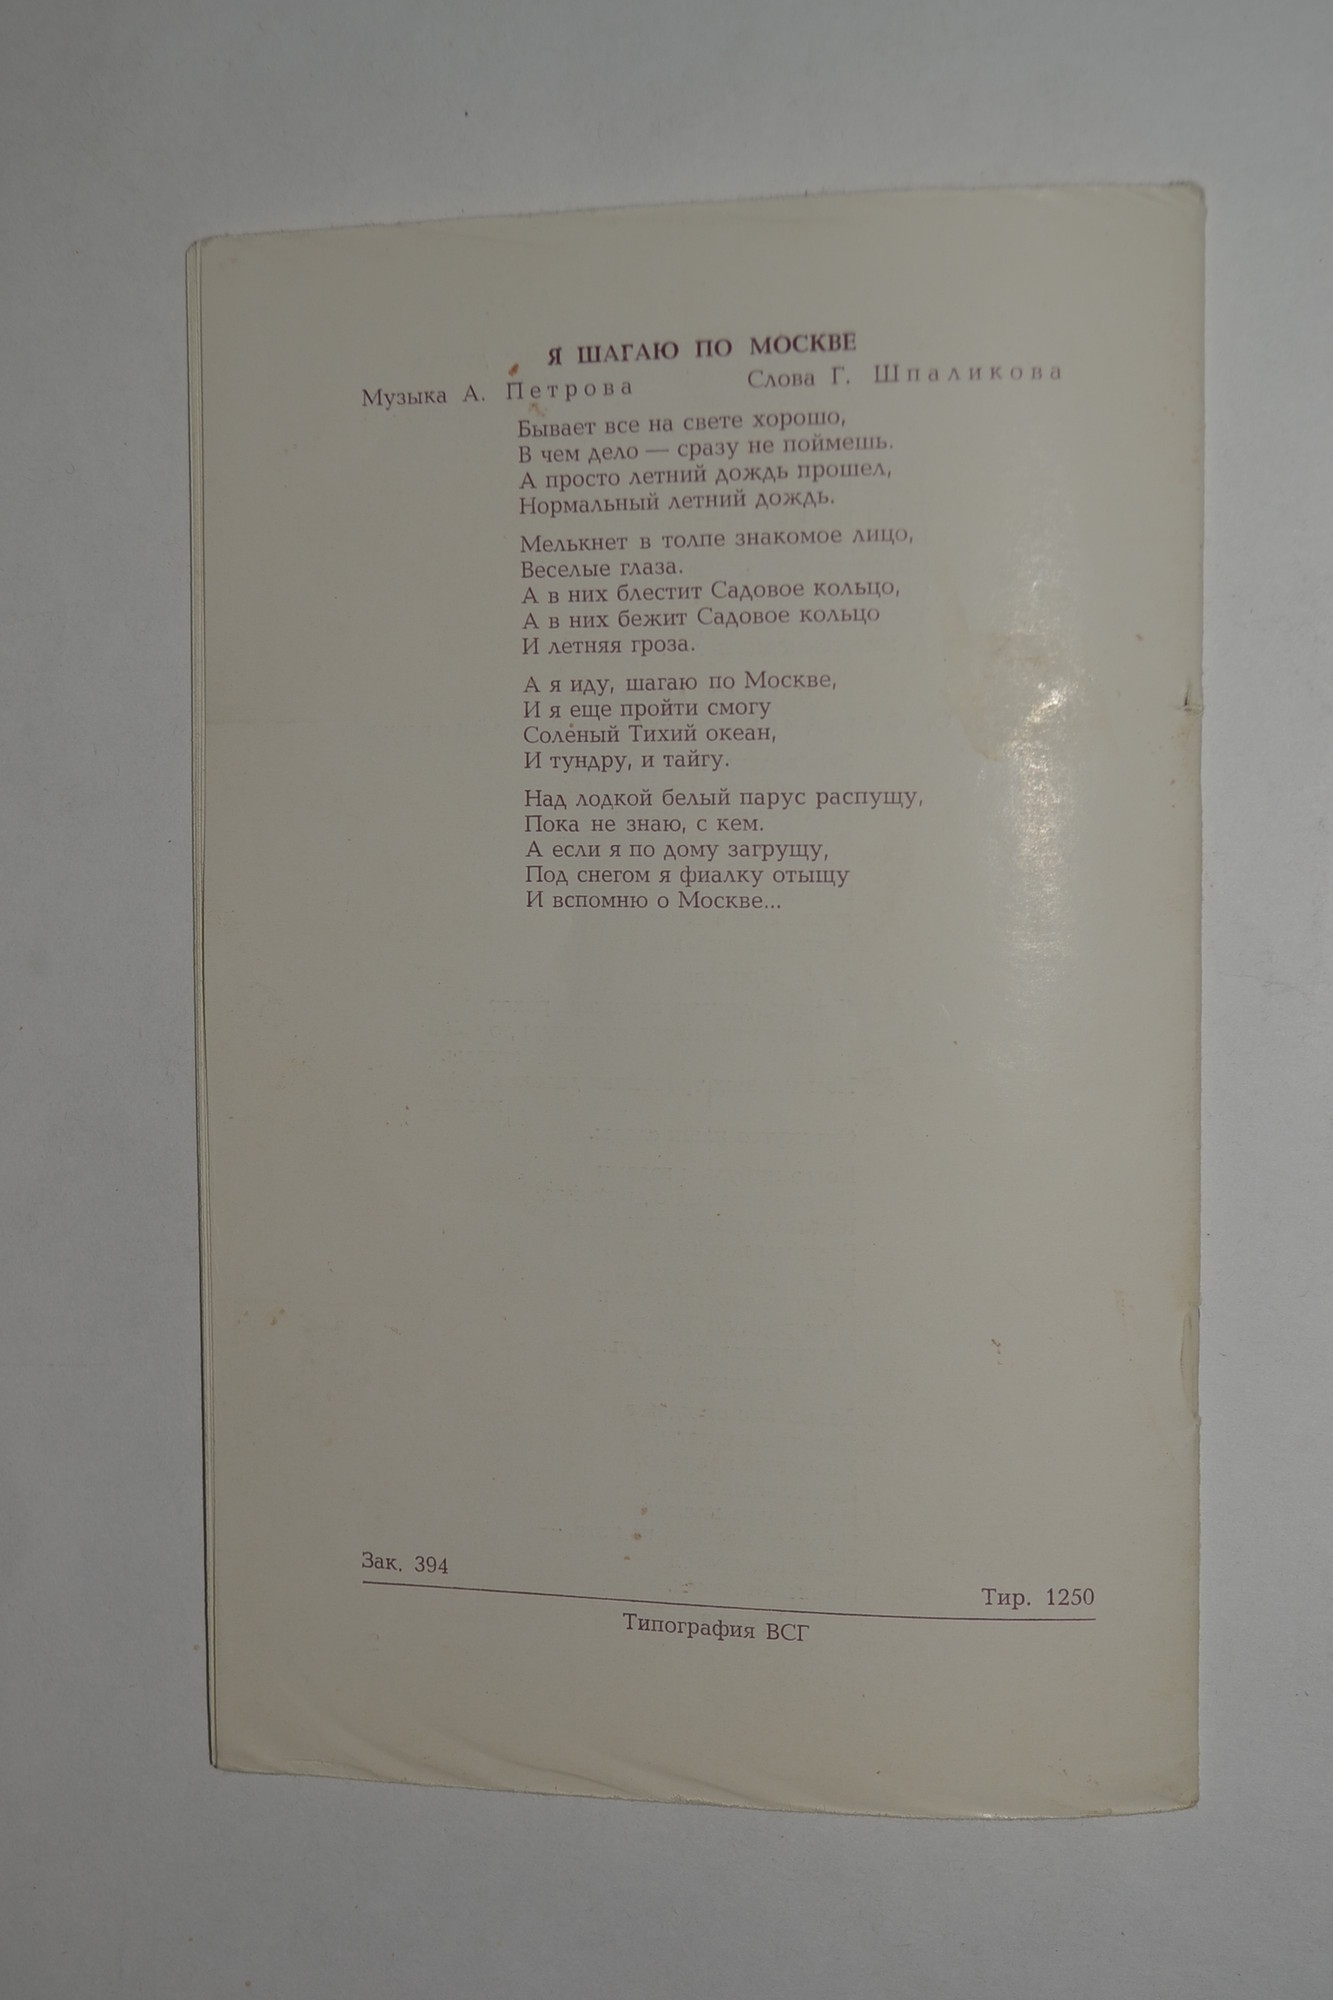 Я ШАГАЮ ПО МОСКВЕ
Музыка А. Петрова Слова Г. Шпаликова
Бывает все на свете хорошо,
В чем дело — сразу не поймешь.
А просто летний дождь прошел,
Нормальный летний дождь.
Мелькнет в толпе знакомое лицо,
Веселые глаза.
А в них блестит Садовое кольцо,
А в них бежит Садовое кольцо
И летняя гроза.
А я иду, шагаю по Москве,
И я еще пройти смогу
Соленый Тихий океан,
И тундру, и тайгу.
Над лодкой белый парус распущу,
Пока не знаю, с кем.
А если я по дому загрущу,
Под снегом я фиалку отыщу
И вспомню о Москве...
Зак. 394
Тир. 1250
Типография ВСГ